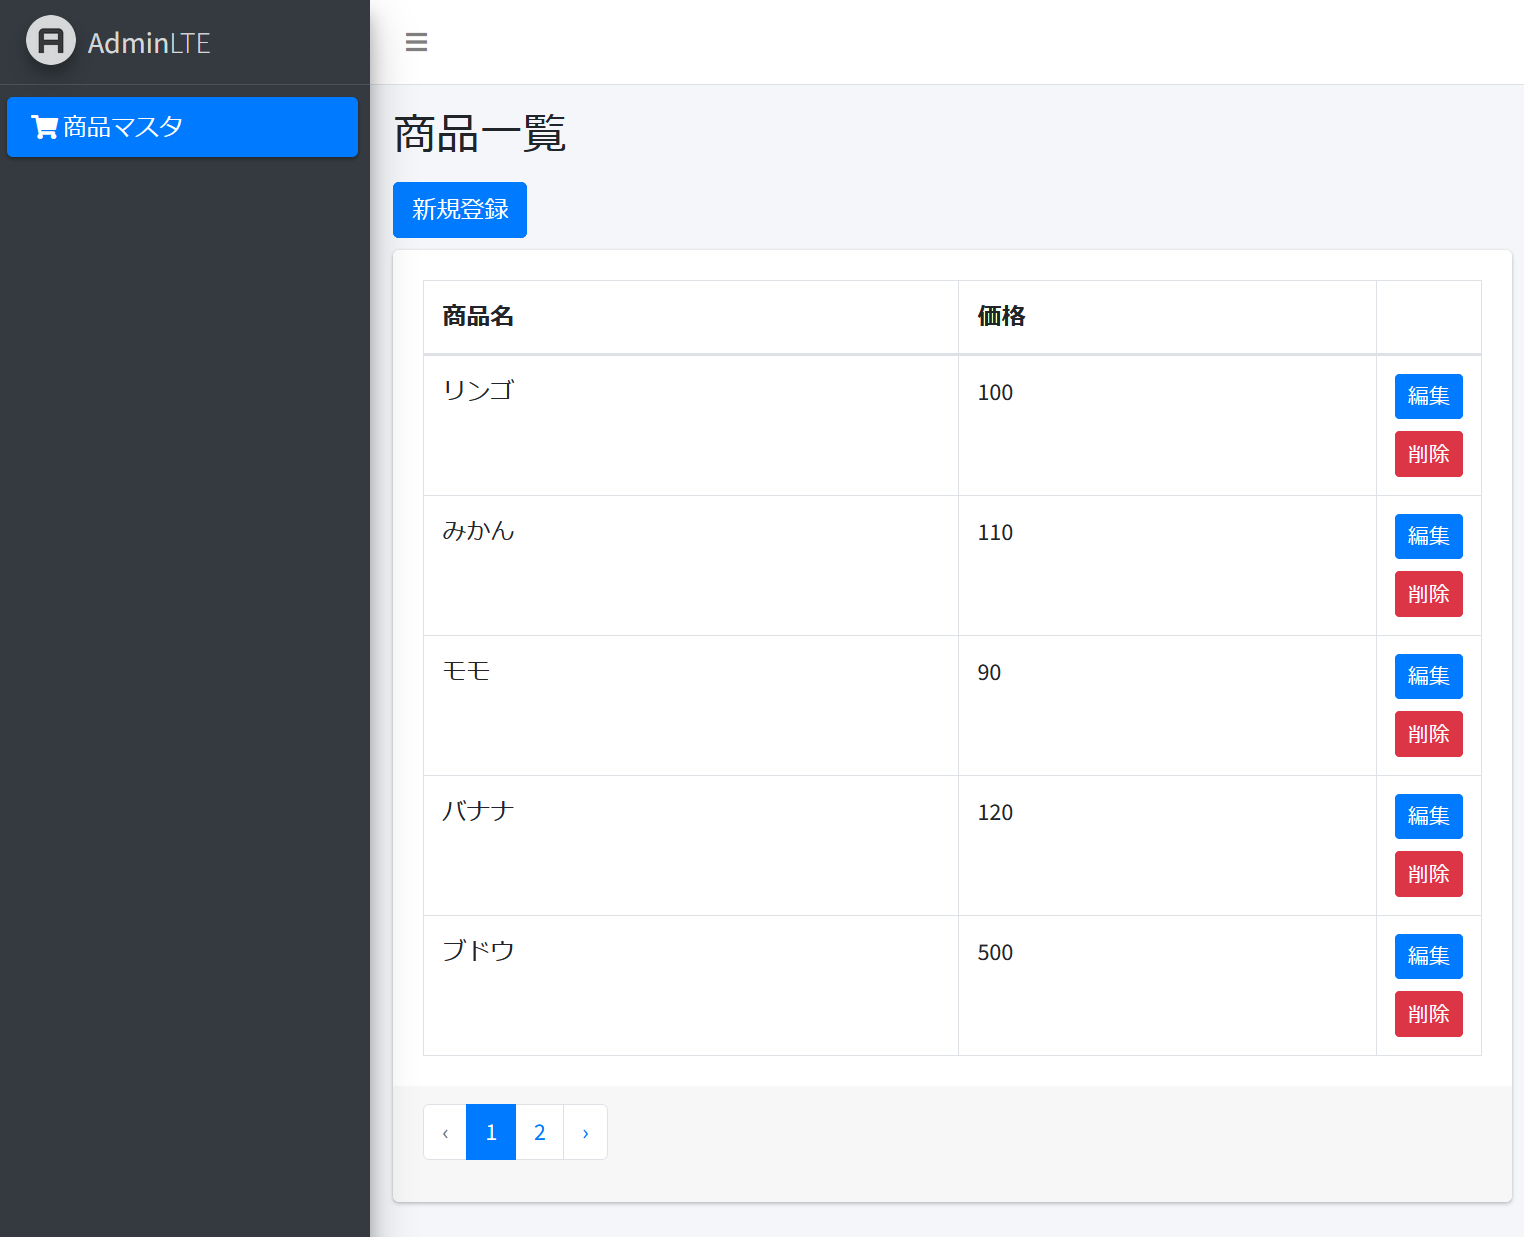 AdminLTE
商品マスタ
商品一覧
新規登録
商品名 価格
リンゴ 100 編集
削除
みかん 110 編集
削除
モモ 90 編集
削除
バナナ 120 編集
削除
ブドウ 500 編集
削除
‹ 1 2 ›